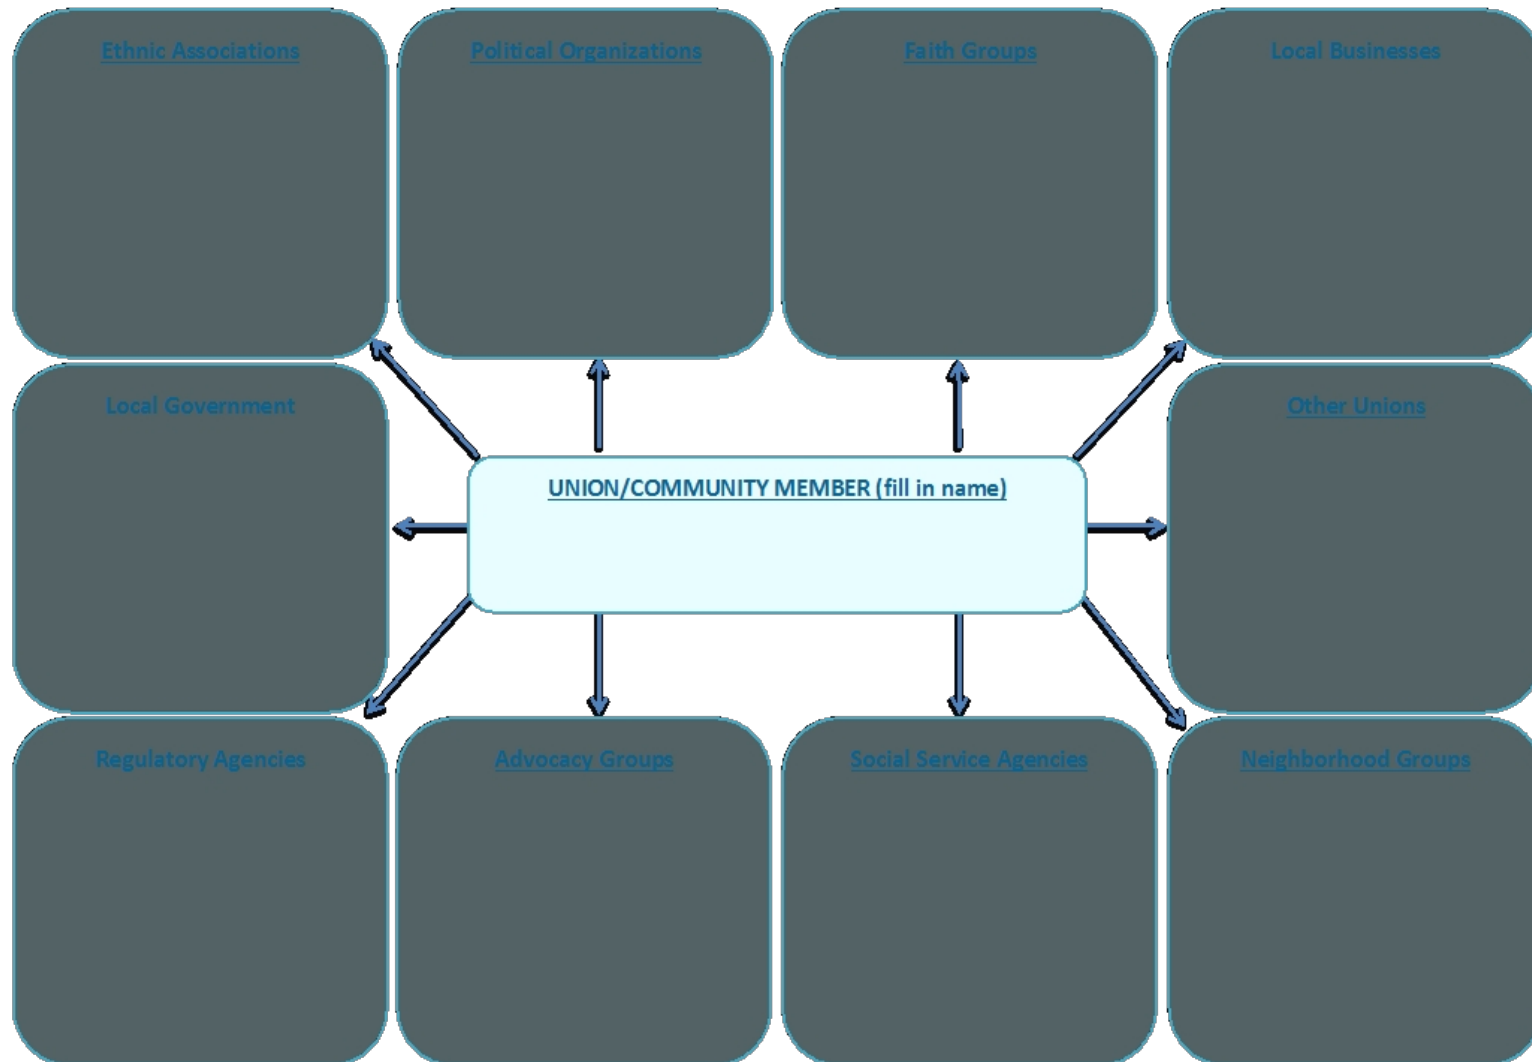 Ethnic Associations
Political Organizations
Faith Groups
Local Businesses
Local Government
Other Unions
UNION/COMMUNITY MEMBER (fill in name)
Regulatory Agencies
Advocacy Groups
Social Service Agencies
Neighborhood Groups